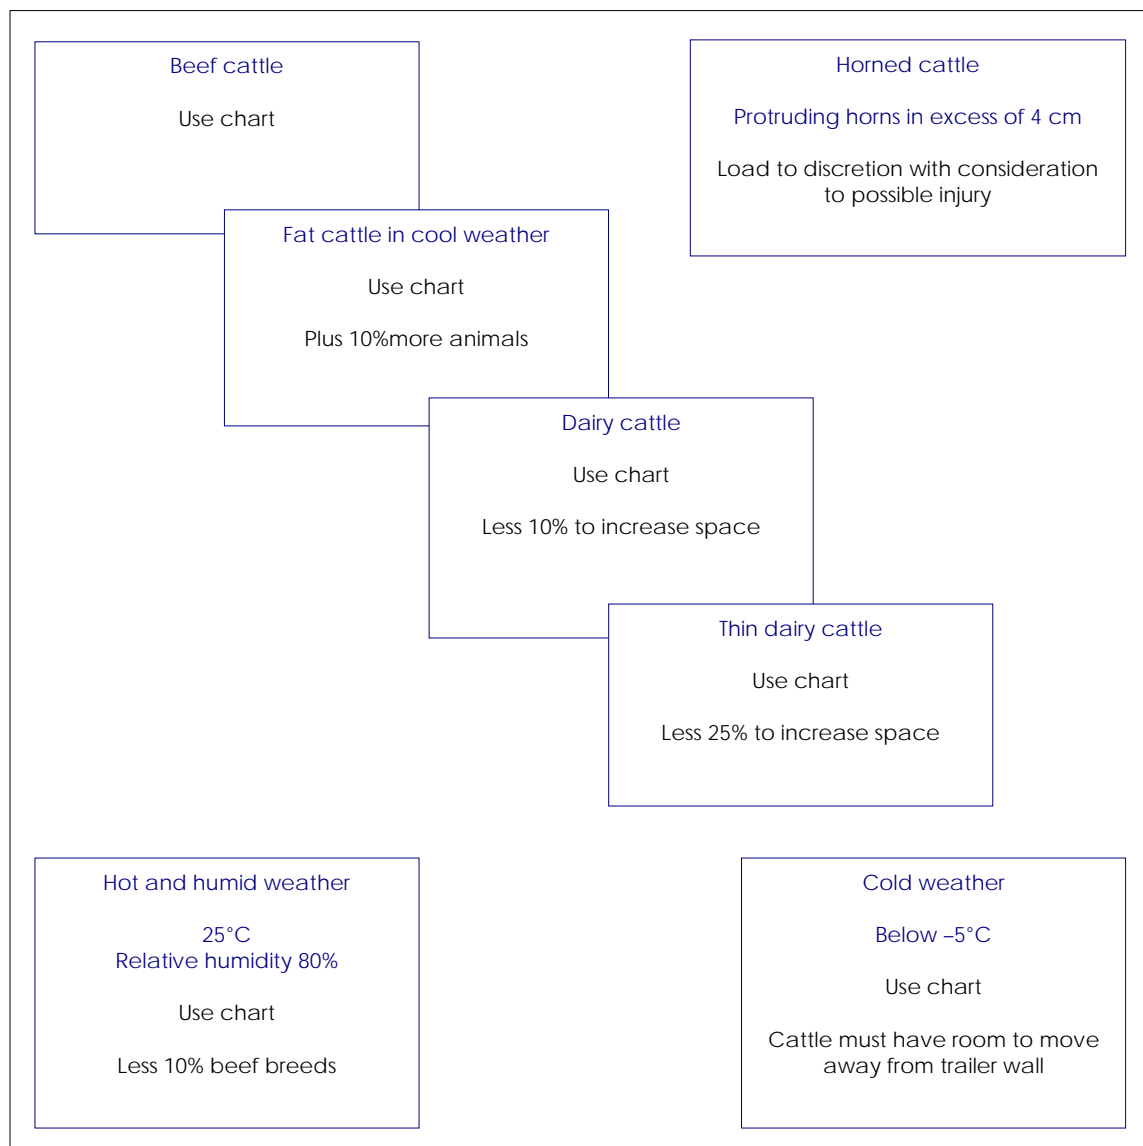 Beef cattle
Use chart
Horned cattle
Protruding horns in excess of 4 cm
Load to discretion with consideration
to possible injury
Fat cattle in cool weather
Use chart
Plus 10%more animals
Dairy cattle
Use chart
Less 10% to increase space
Thin dairy cattle
Use chart
Less 25% to increase space
Hot and humid weather
25°C
Relative humidity 80%
Use chart
Less 10% beef breeds
Cold weather
Below –5°C
Use chart
Cattle must have room to move
away from trailer wall